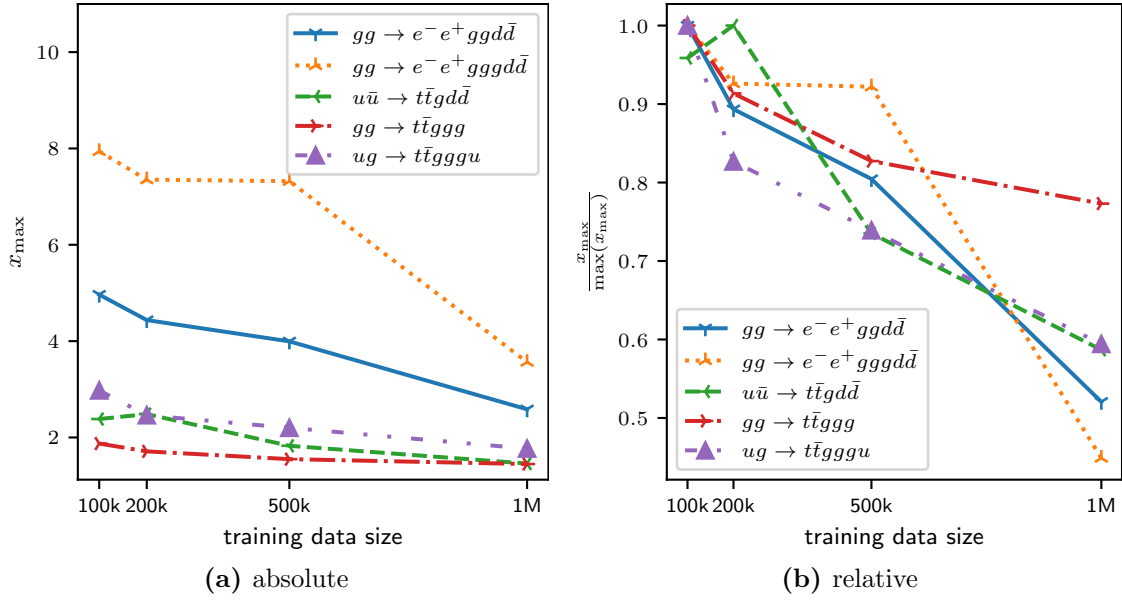 10
8
6
4
2
x_max
gg → e⁻e⁺ggdd̄
gg → e⁻e⁺gggdd̄
uū → tt̄gdd̄
gg → tt̄ggg
ug → tt̄gggu
100k 200k 500k 1M
training data size
(a) absolute
1.0
0.9
0.8
0.7
0.6
0.5
x_max / max(x_max)
gg → e⁻e⁺ggdd̄
gg → e⁻e⁺gggdd̄
uū → tt̄gdd̄
gg → tt̄ggg
ug → tt̄gggu
100k 200k 500k 1M
training data size
(b) relative